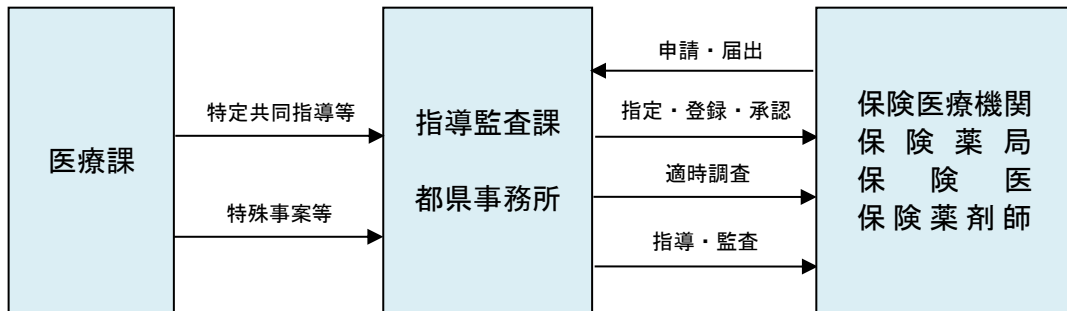 医療課
特定共同指導等
特殊事案等
指導監査課
都県事務所
申請・届出
指定・登録・承認
適時調査
指導・監査
保険医療機関
保険薬局
保険医
保険薬剤師